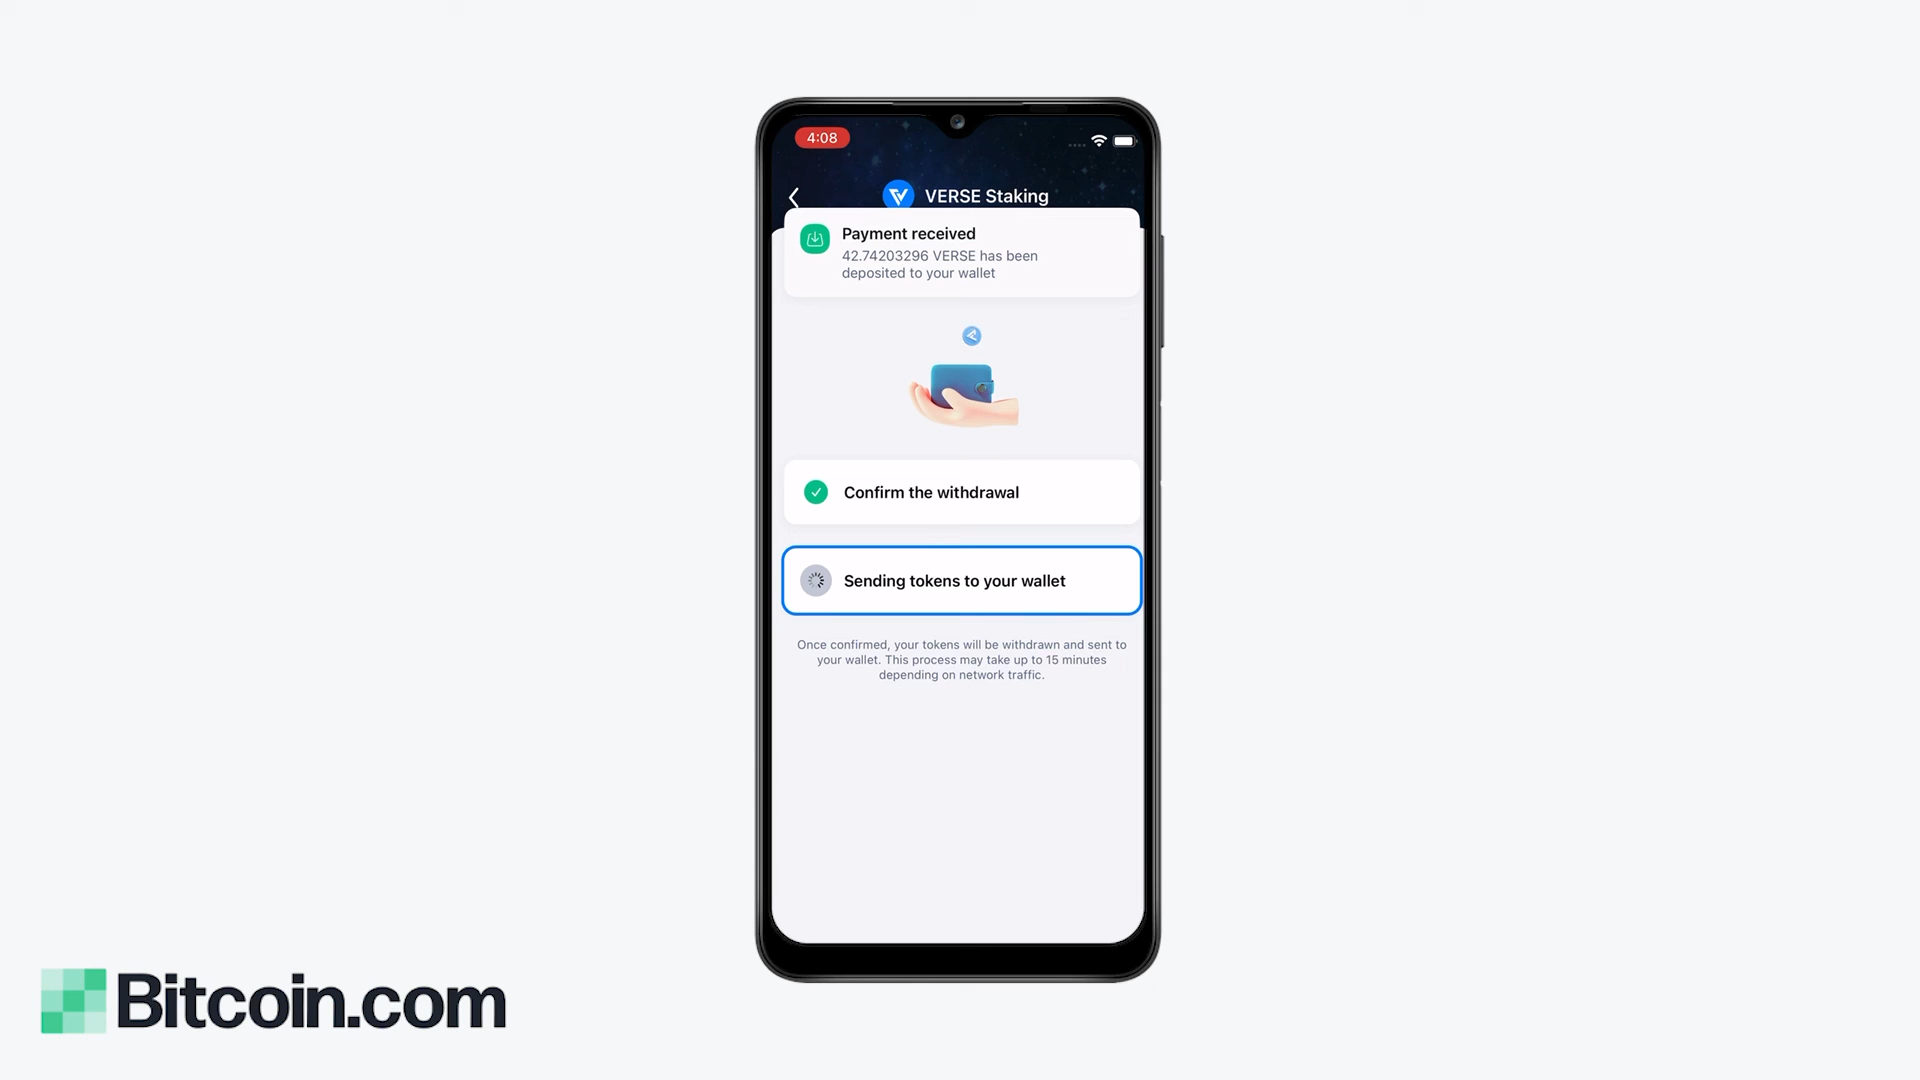 4:08
VERSE Staking
Payment received
42.74203296 VERSE has been
deposited to your wallet
Confirm the withdrawal
Sending tokens to your wallet
Once confirmed, your tokens will be withdrawn and sent to
your wallet. This process may take up to 15 minutes
depending on network traffic.
Bitcoin.com